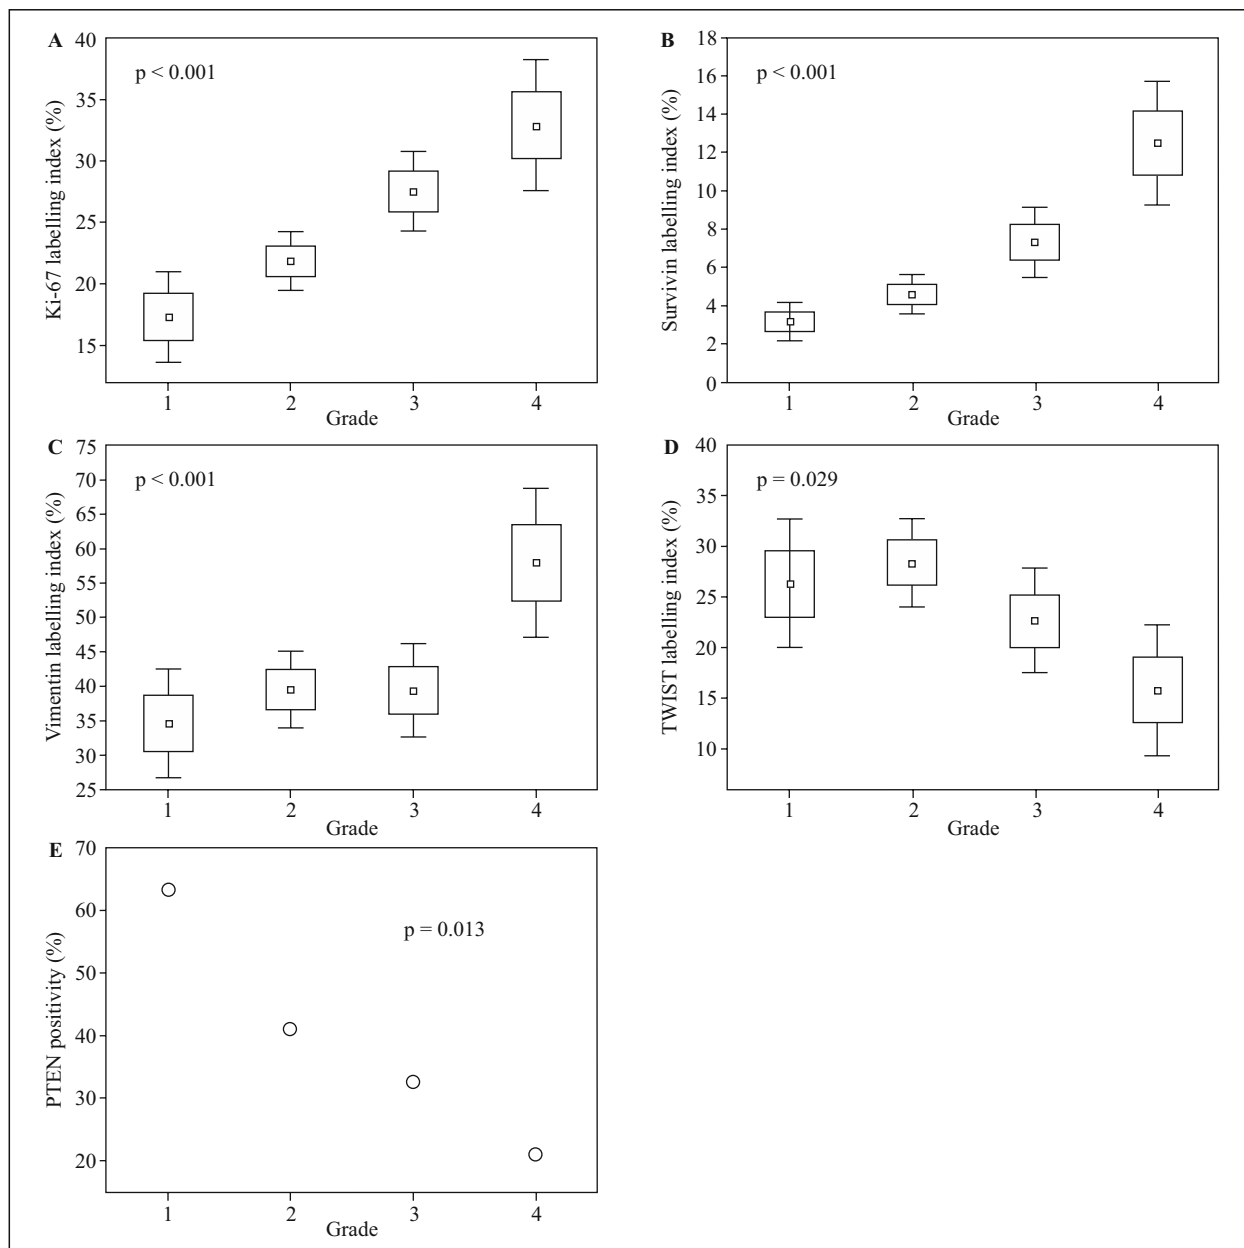 A
p < 0.001
Ki-67 labelling index (%)
40
35
30
25
20
15
1 2 3 4
Grade
B
p < 0.001
Survivin labelling index (%)
18
16
14
12
10
8
6
4
2
0
1 2 3 4
Grade
C
p < 0.001
Vimentin labelling index (%)
75
70
65
60
55
50
45
40
35
30
25
1 2 3 4
Grade
D
p = 0.029
TWIST labelling index (%)
40
35
30
25
20
15
10
1 2 3 4
Grade
E
p = 0.013
PTEN positivity (%)
70
60
50
40
30
20
1 2 3 4
Grade